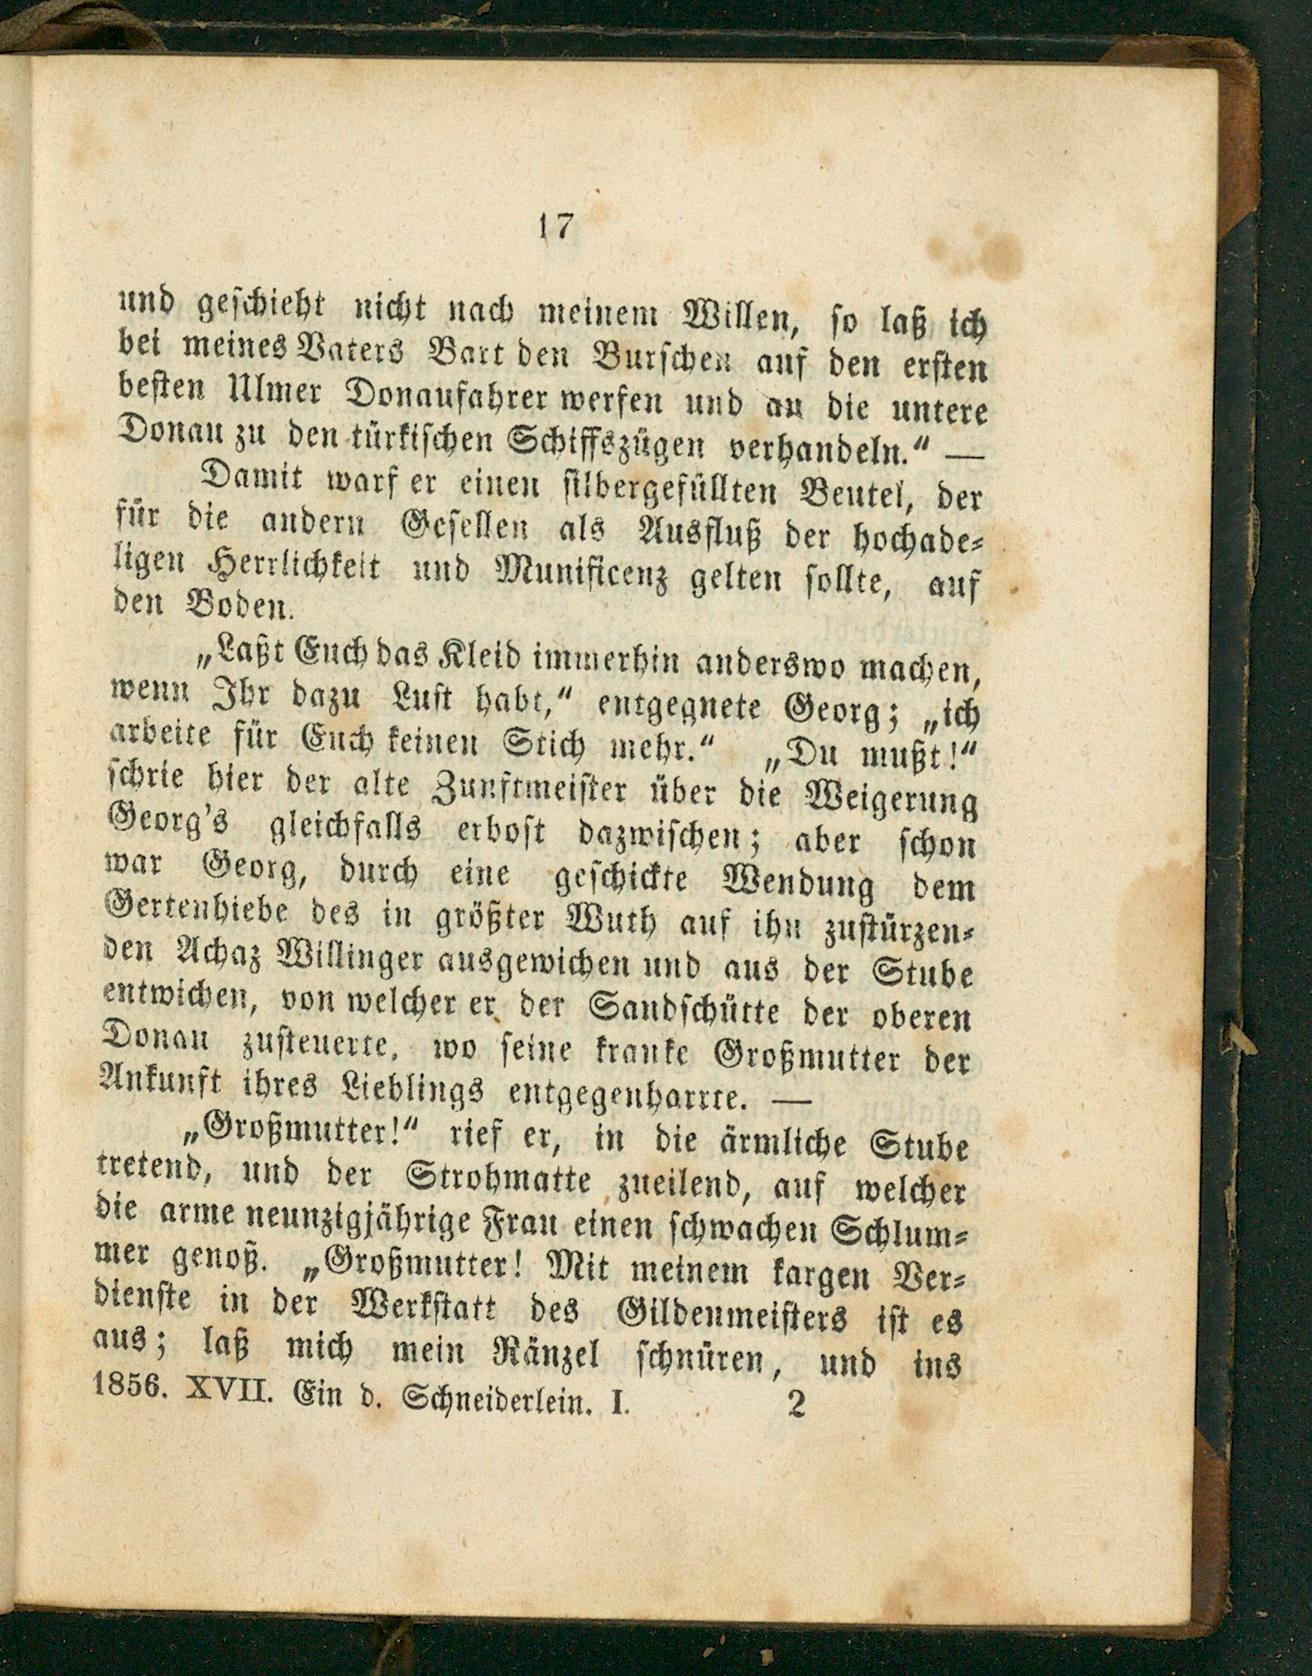 17
und geschieht nicht nach meinem Willen, so laß ich
bei meines Vaters Bart den Burschen auf den ersten
besten Ulmer Donaufahrer werfen und an die untere
Donau zu den türkischen Schiffszügen verhandeln.“ —
Damit warf er einen silbergefüllten Beutel, der
für die andern Gesellen als Ausfluß der hochade-
ligen Herrlichkeit und Munificenz gelten sollte, auf
den Boden.
„Laßt Euch das Kleid immerhin anderswo machen,
wenn Ihr dazu Lust habt,“ entgegnete Georg; „ich
arbeite für Euch keinen Stich mehr.“ „Du mußt!“
schrie hier der alte Zunftmeister über die Weigerung
Georg's gleichfalls erbost dazwischen; aber schon
war Georg, durch eine geschickte Wendung dem
Gertenhiebe des in größter Wuth auf ihn zustürzen-
den Achaz Willinger ausgewichen und aus der Stube
entwichen, von welcher er der Sandschütte der oberen
Donau zusteuerte, wo seine kranke Großmutter der
Ankunft ihres Lieblings entgegenharrte. —
„Großmutter!“ rief er, in die ärmliche Stube
tretend, und der Strohmatte zueilend, auf welcher
die arme neunzigjährige Frau einen schwachen Schlum-
mer genoß. „Großmutter! Mit meinem kargen Ver-
dienste in der Werkstatt des Gildenmeisters ist es
aus; laß mich mein Ränzel schnüren, und ins
1856. XVII. Ein d. Schneiderlein. I. 2